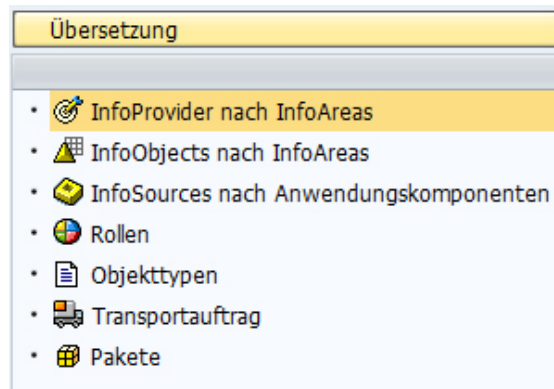 Übersetzung
InfoProvider nach InfoAreas
InfoObjects nach InfoAreas
InfoSources nach Anwendungskomponenten
Rollen
Objekttypen
Transportauftrag
Pakete